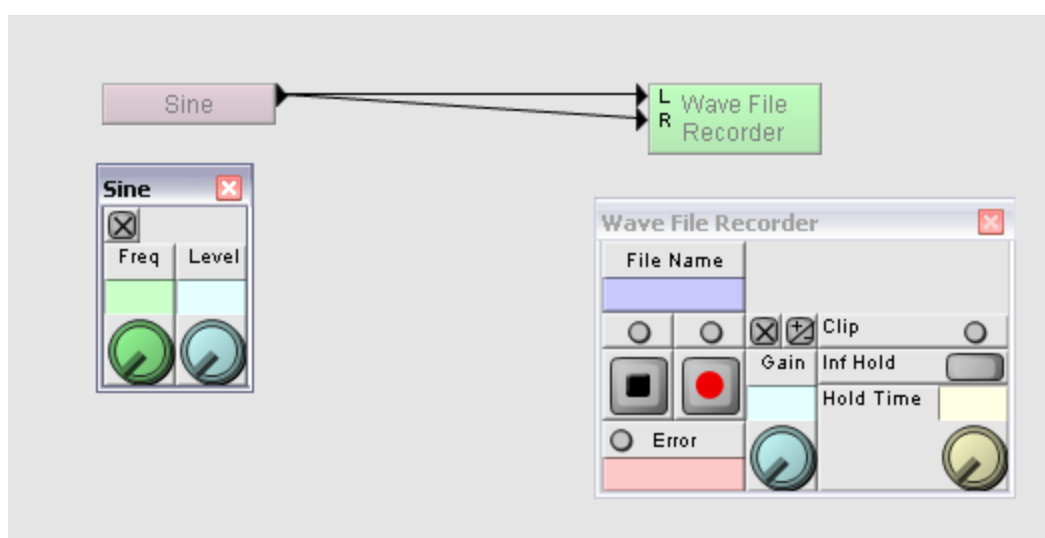 Sine
L
R
Wave File
Recorder
Sine
Freq
Level
Wave File Recorder
File Name
Clip
Gain
Inf Hold
Hold Time
Error